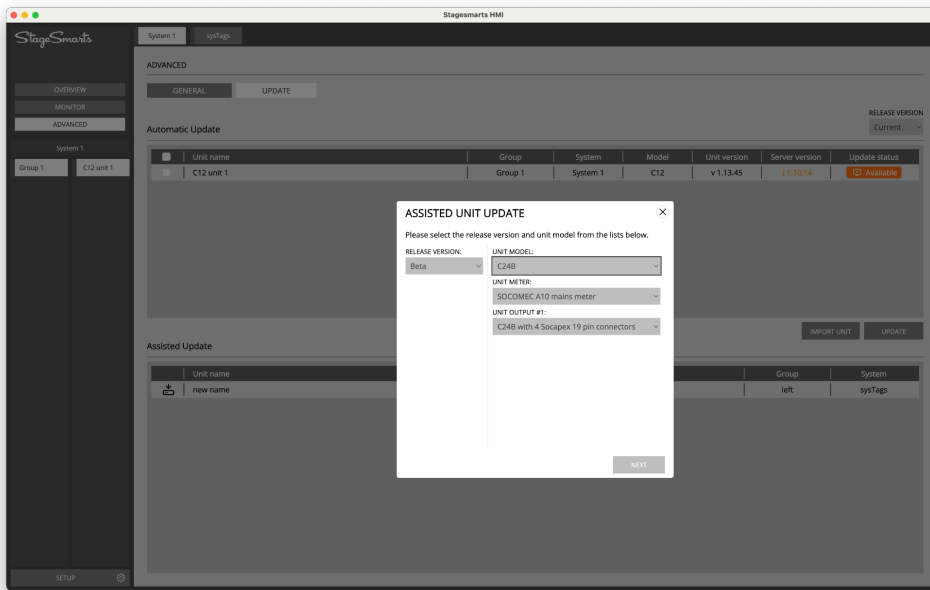 Stagesmarts HMI
StageSmarts
System 1
sysTags
ADVANCED
OVERVIEW
MONITOR
ADVANCED
GENERAL
UPDATE
RELEASE VERSION
Current
Automatic Update
System 1
Group 1
C12 unit 1
Unit name
Group
System
Model
Unit version
Server version
Update status
C12 unit 1
Group 1
System 1
C12
v 1.13.45
↓1.10.14
Available
ASSISTED UNIT UPDATE
Please select the release version and unit model from the lists below.
RELEASE VERSION:
Beta
UNIT MODEL:
C24B
UNIT METER:
SOCOMEC A10 mains meter
UNIT OUTPUT #1:
C24B with 4 Socapex 19 pin connectors
NEXT
IMPORT UNIT
UPDATE
Assisted Update
Unit name
Group
System
new name
left
sysTags
SETUP